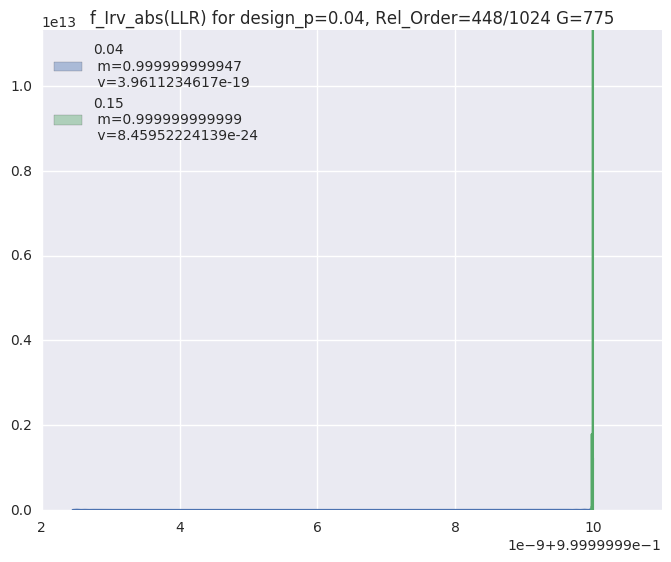 f_Irv_abs(LLR) for design_p=0.04, Rel_Order=448/1024 G=775
1e13
0.04
m=0.999999999947
v=3.9611234617e-19
0.15
m=0.999999999999
v=8.45952224139e-24
1.0
0.8
0.6
0.4
0.2
0.0
2 4 6 8 10
1e−9+9.9999999e−1